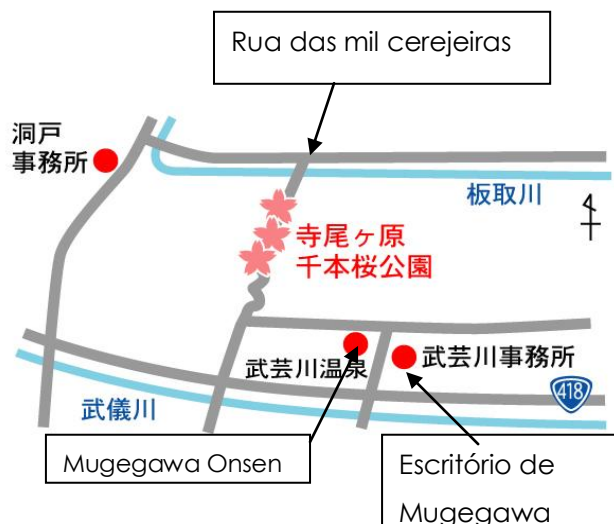 Rua das mil cerejeiras
洞戸
事務所
板取川
寺尾ヶ原
千本桜公園
武芸川温泉
武芸川事務所
418
武儀川
Mugegawa Onsen
Escritório de
Mugegawa